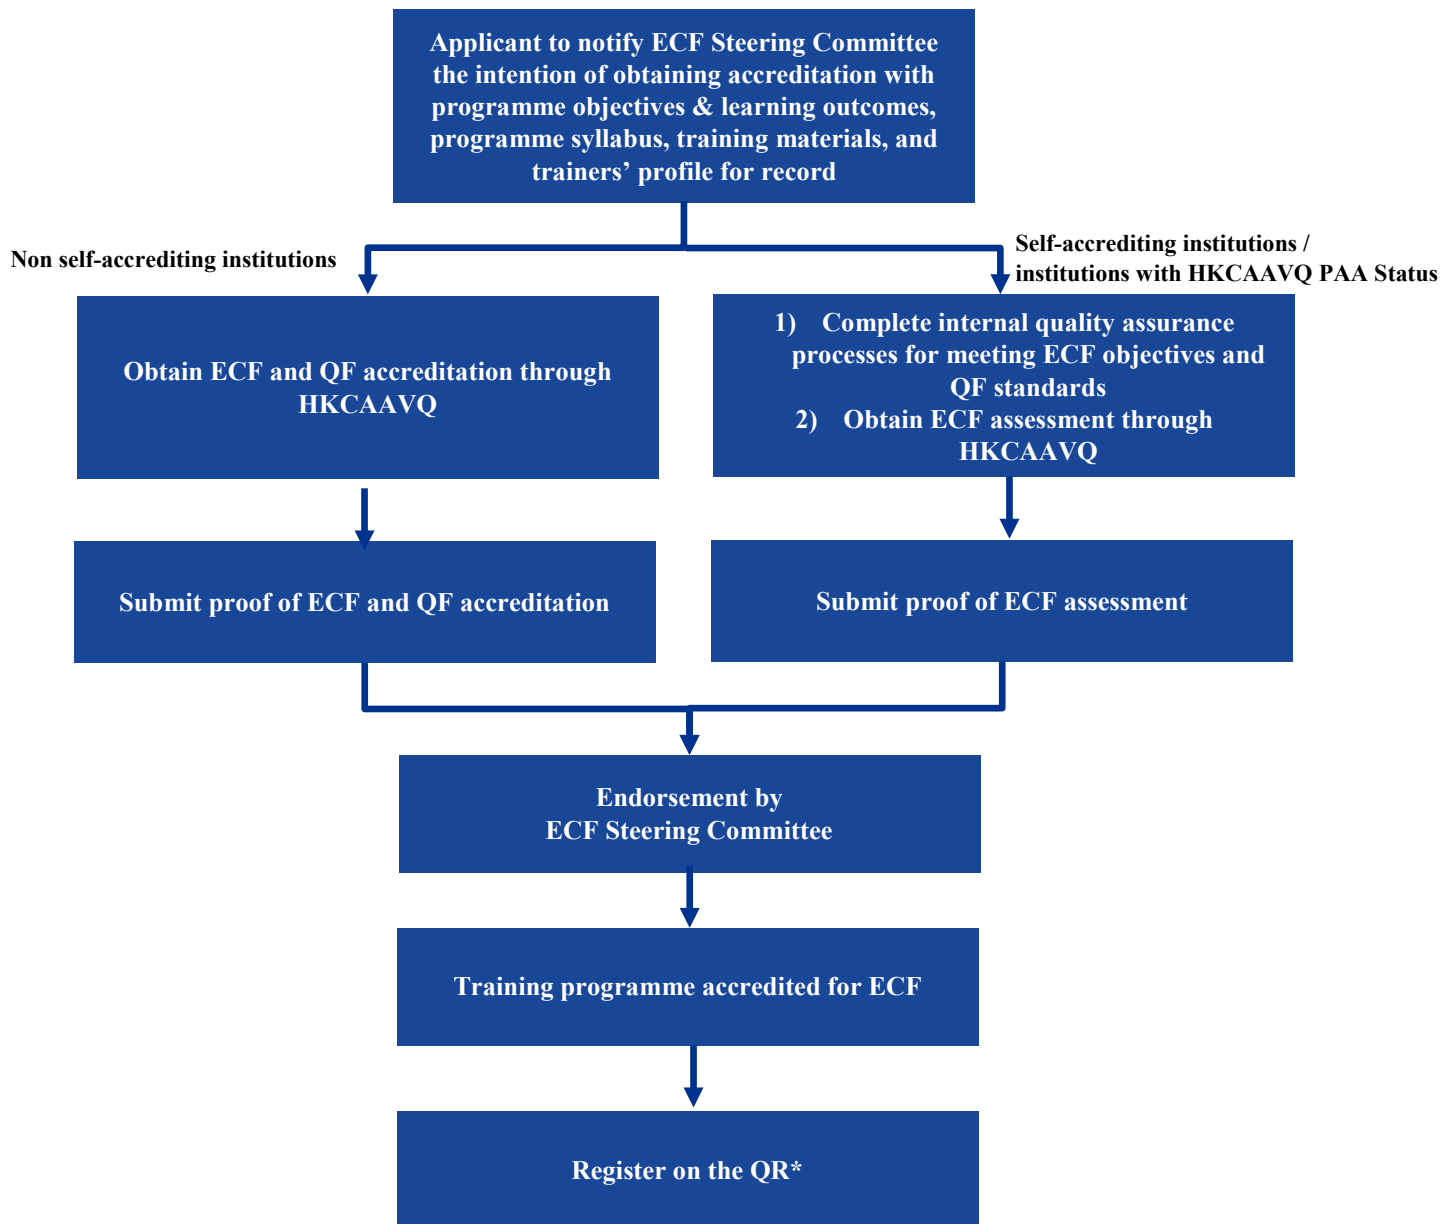 Applicant to notify ECF Steering Committee
the intention of obtaining accreditation with
programme objectives & learning outcomes,
programme syllabus, training materials, and
trainers’ profile for record
Non self-accrediting institutions
Self-accrediting institutions /
institutions with HKCAAVQ PAA Status
Obtain ECF and QF accreditation through
HKCAAVQ
1) Complete internal quality assurance
processes for meeting ECF objectives and
QF standards
2) Obtain ECF assessment through
HKCAAVQ
Submit proof of ECF and QF accreditation
Submit proof of ECF assessment
Endorsement by
ECF Steering Committee
Training programme accredited for ECF
Register on the QR*